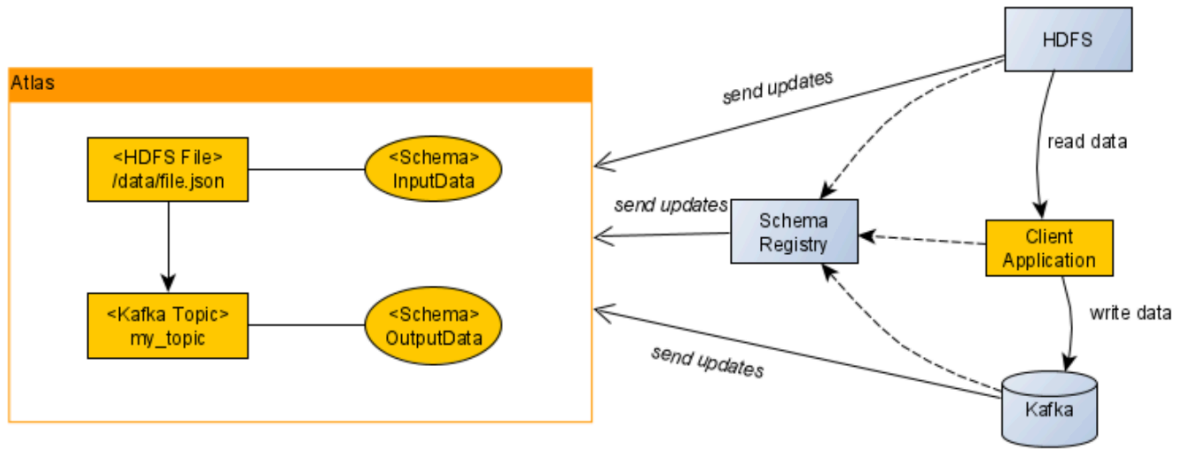 HDFS
Atlas
send updates
<HDFS File>
/data/file.json
<Schema>
InputData
read data
send updates
Schema
Registry
Client
Application
<Kafka Topic>
my_topic
<Schema>
OutputData
write data
send updates
Kafka